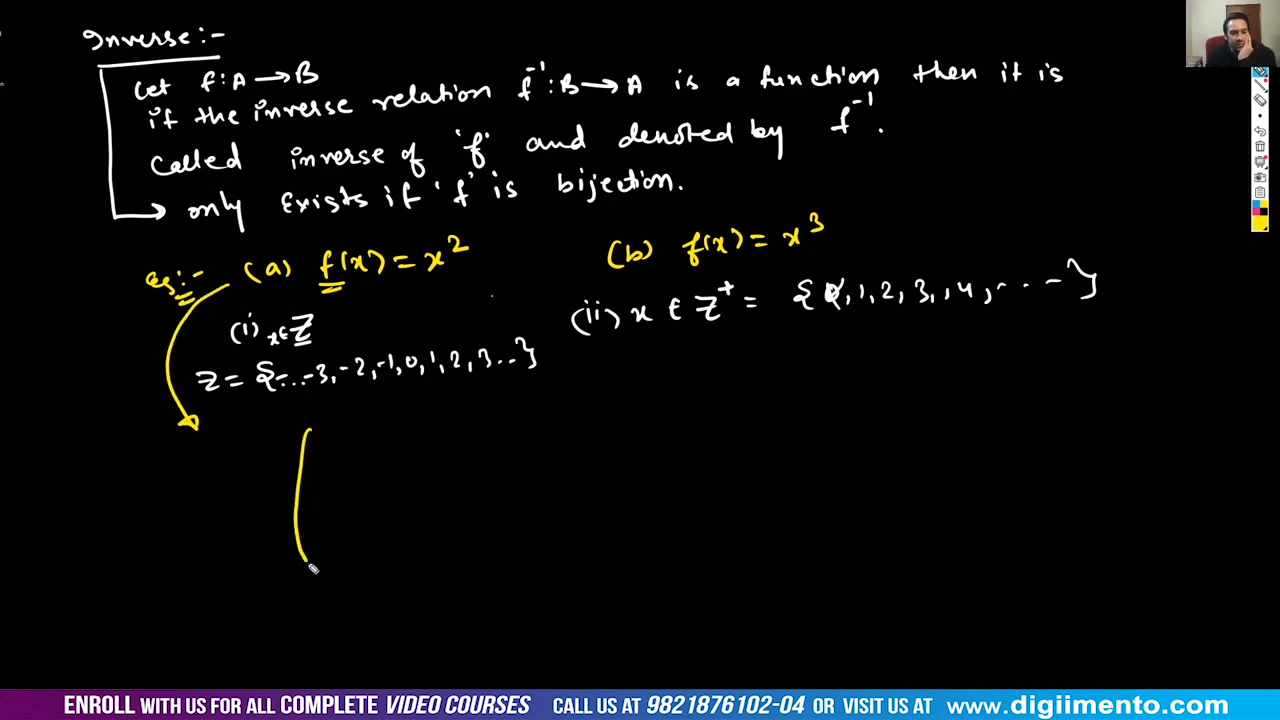 Inverse:-
Let f:A→B
if the inverse relation f⁻¹:B→A is a function then it is
called inverse of 'f' and denoted by f⁻¹.
→ only exists if 'f' is bijection.
eg:- (a) f(x) = x² (b) f(x) = x³
(i) x∈Z (ii) x ∈ Z⁺ = {0, 1, 2, 3, , 4, ... }
Z = {-...-3, -2, -1, 0, 1, 2, 3...}
ENROLL WITH US FOR ALL COMPLETE VIDEO COURSES CALL US AT 9821876102-04 OR VISIT US AT www.digiimento.com